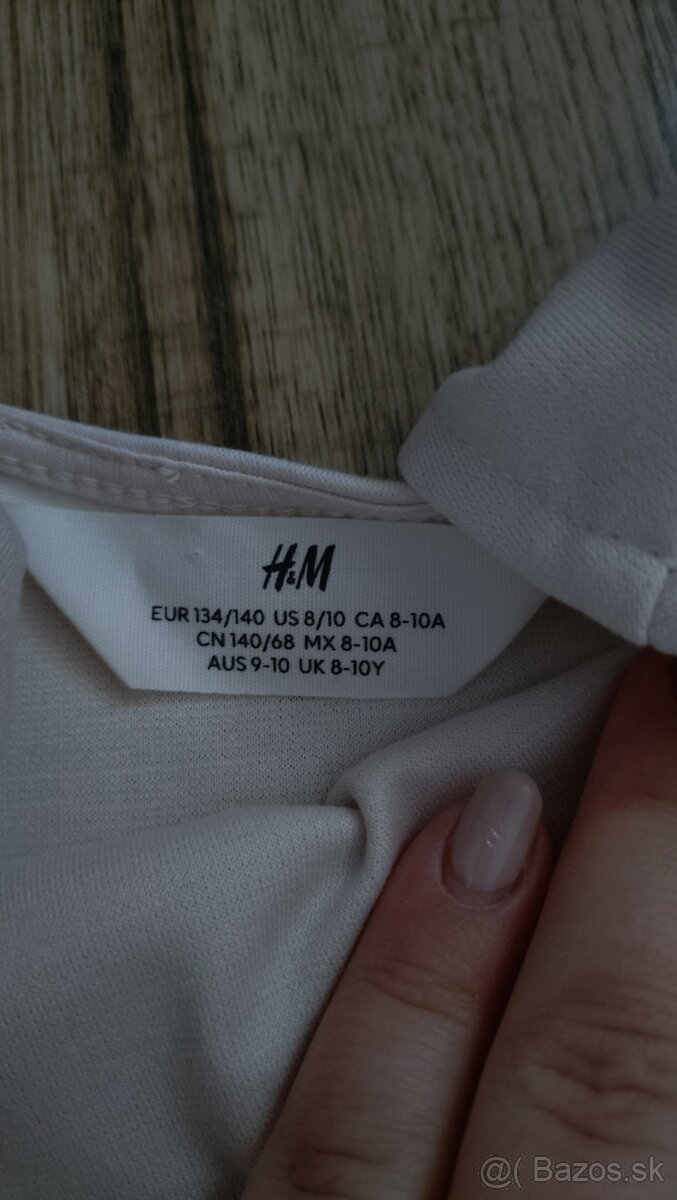 H&M
EUR 134/140 US 8/10 CA 8-10A
CN 140/68 MX 8-10A
AUS 9-10 UK 8-10Y
@( Bazos.sk